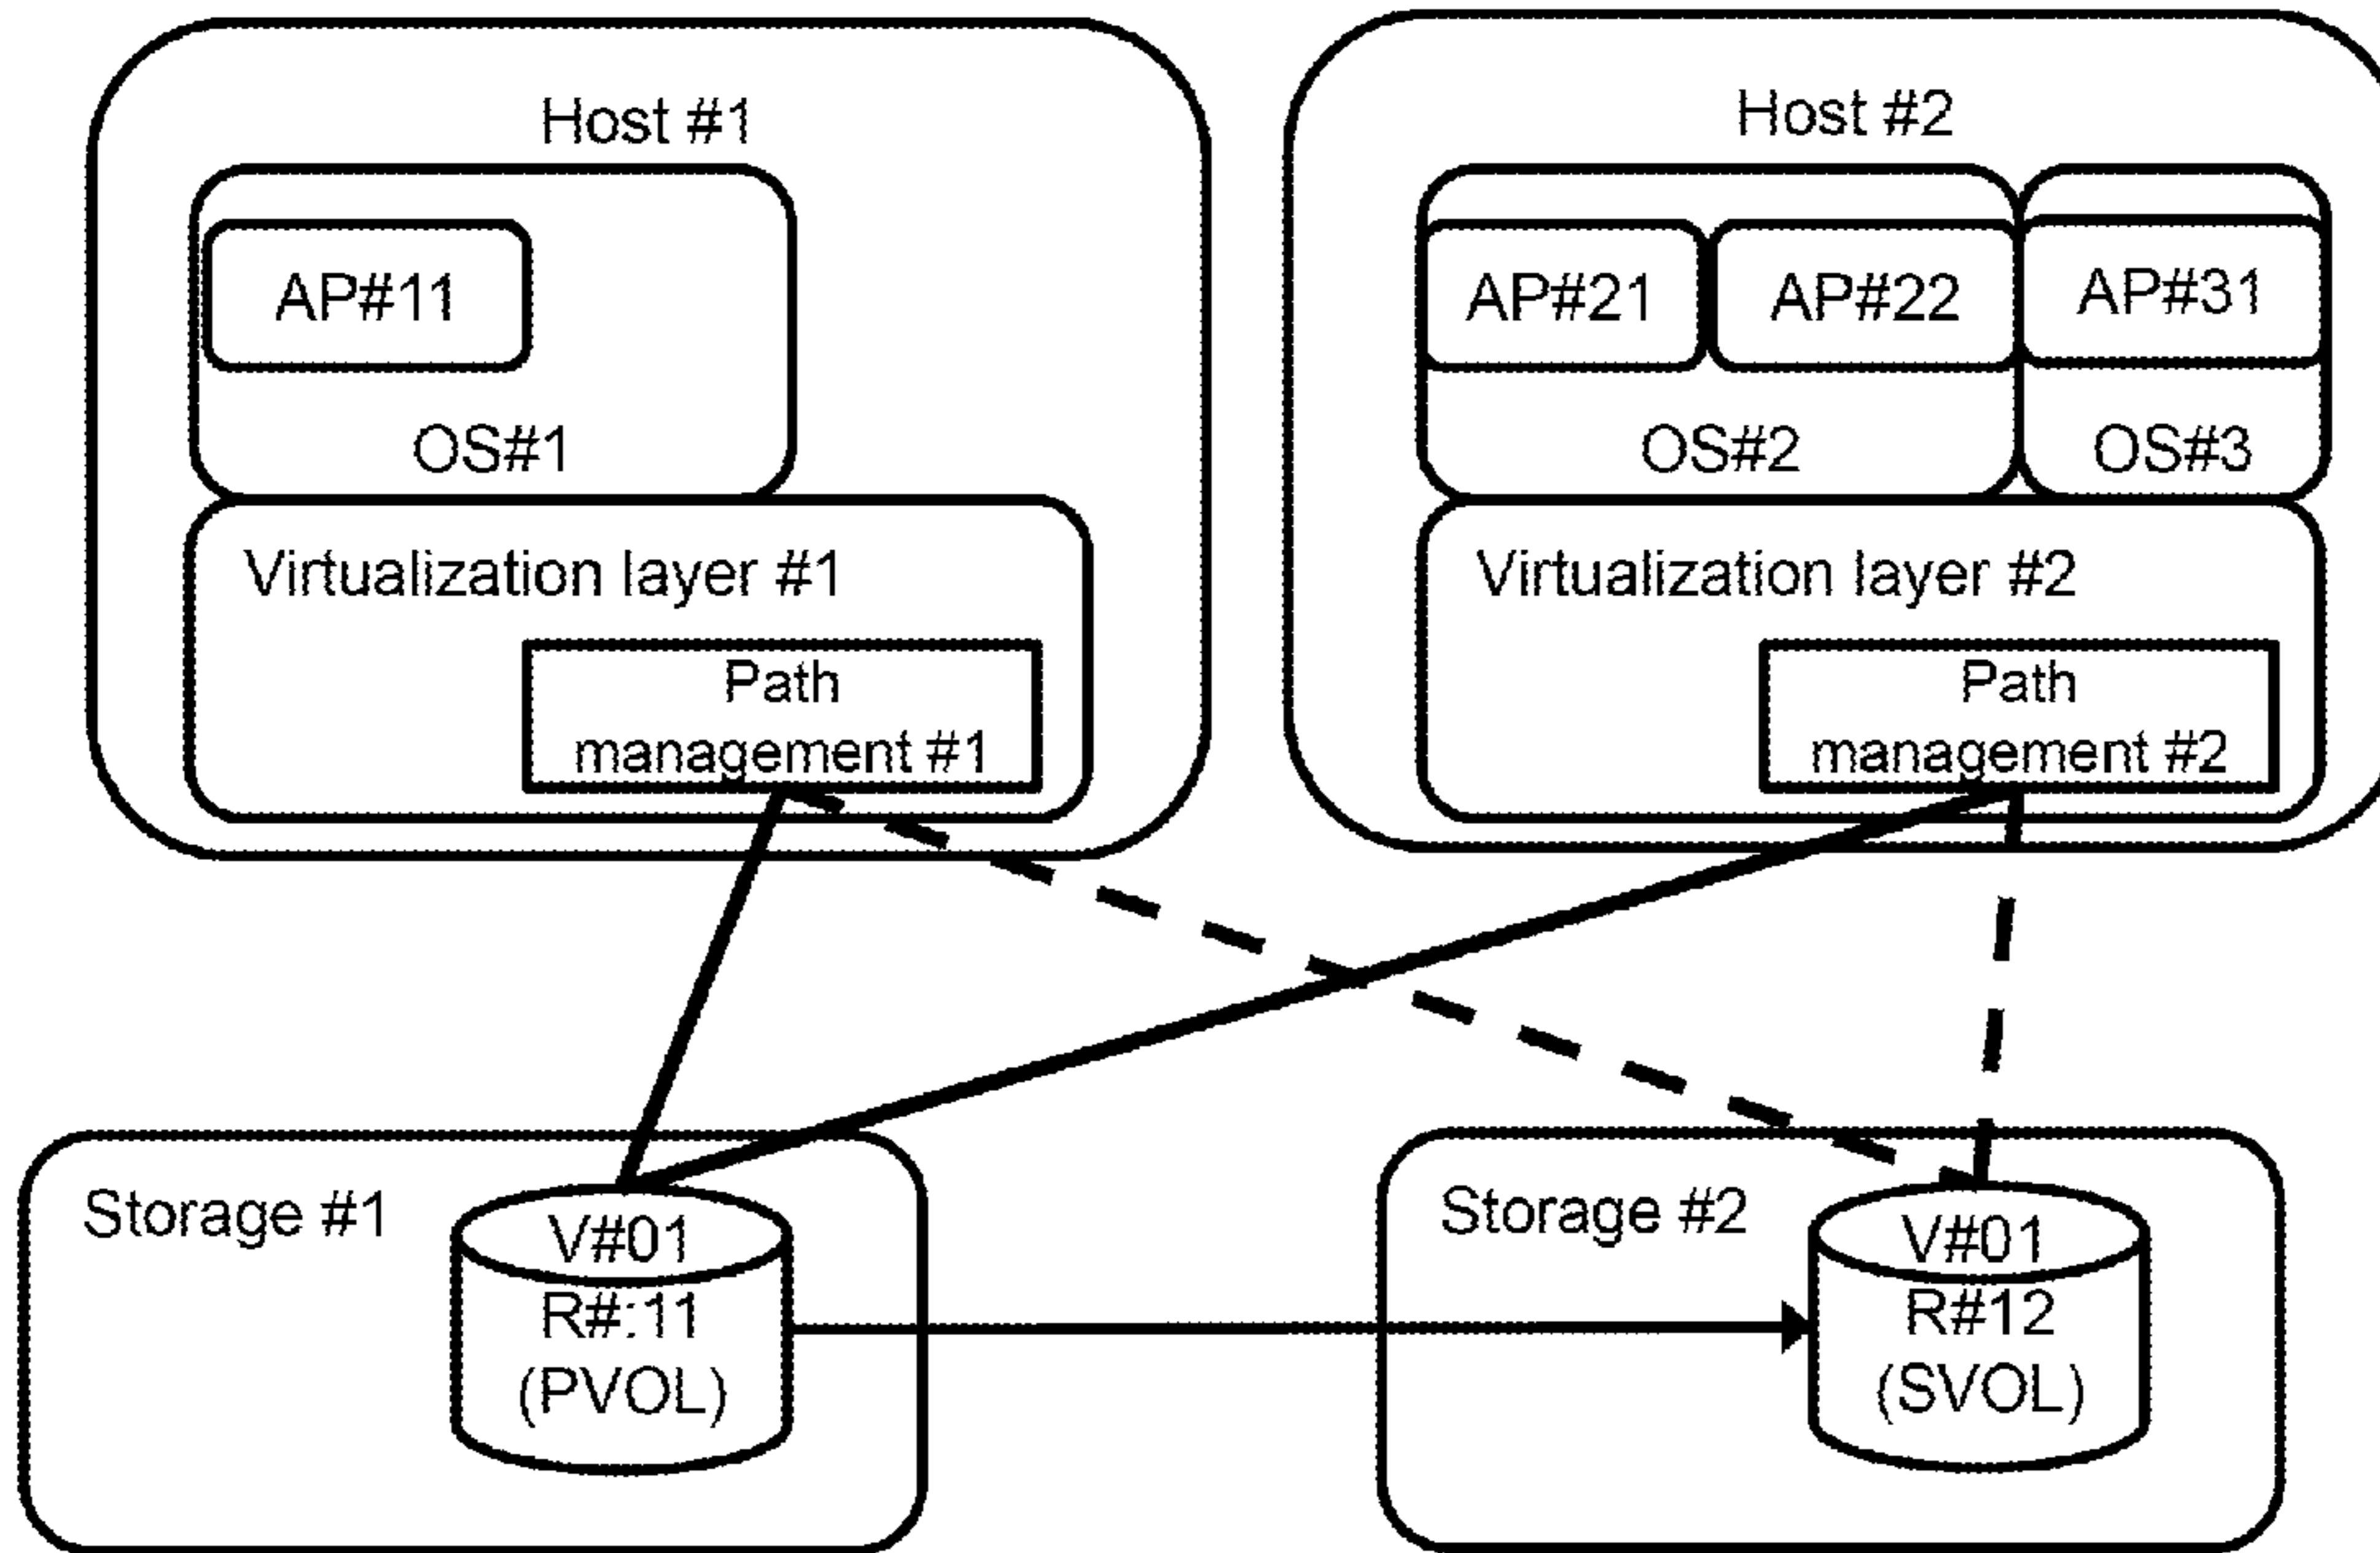 Host #1
AP#11
OS#1
Virtualization layer #1
Path
management #1
Host #2
AP#21
AP#22
AP#31
OS#2
OS#3
Virtualization layer #2
Path
management #2
Storage #1
V#01
R#:11
(PVOL)
Storage #2
V#01
R#12
(SVOL)